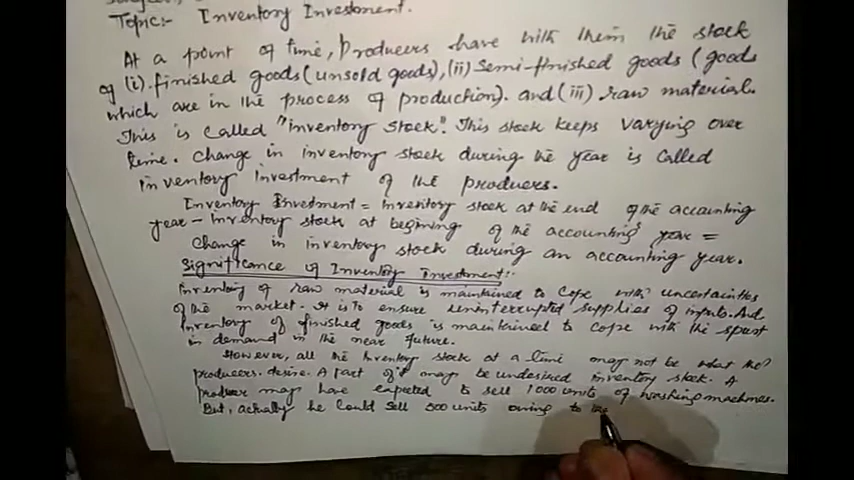 Topic:- Inventory Investment.
At a point of time, producers have with them the stock
of (i). finished goods (unsold goods), (ii) Semi-finished goods (goods
which are in the process of production). and (iii) raw material.
This is called "inventory stock". This stock keeps varying over
time. Change in inventory stock during the year is called
inventory investment of the producers.
Inventory Investment = inventory stock at the end of the accounting
year - inventory stock at begining of the accounting year =
Change in inventory stock during an accounting year.
Significance of Inventory Investment:-
Inventory of raw material is maintained to cope with uncertainties
of the market. It is to ensure uninterrupted supplies of inputs. And
Inventory of finished goods is maintained to cope with the spurt
in demand in the near future.
However, all the Inventory stock at a time may not be what the
producers desire. A part of it may be undesired inventory stock. A
producer may have expected to sell 1000 units of washing machines.
But, actually he could sell 500 units owing to the